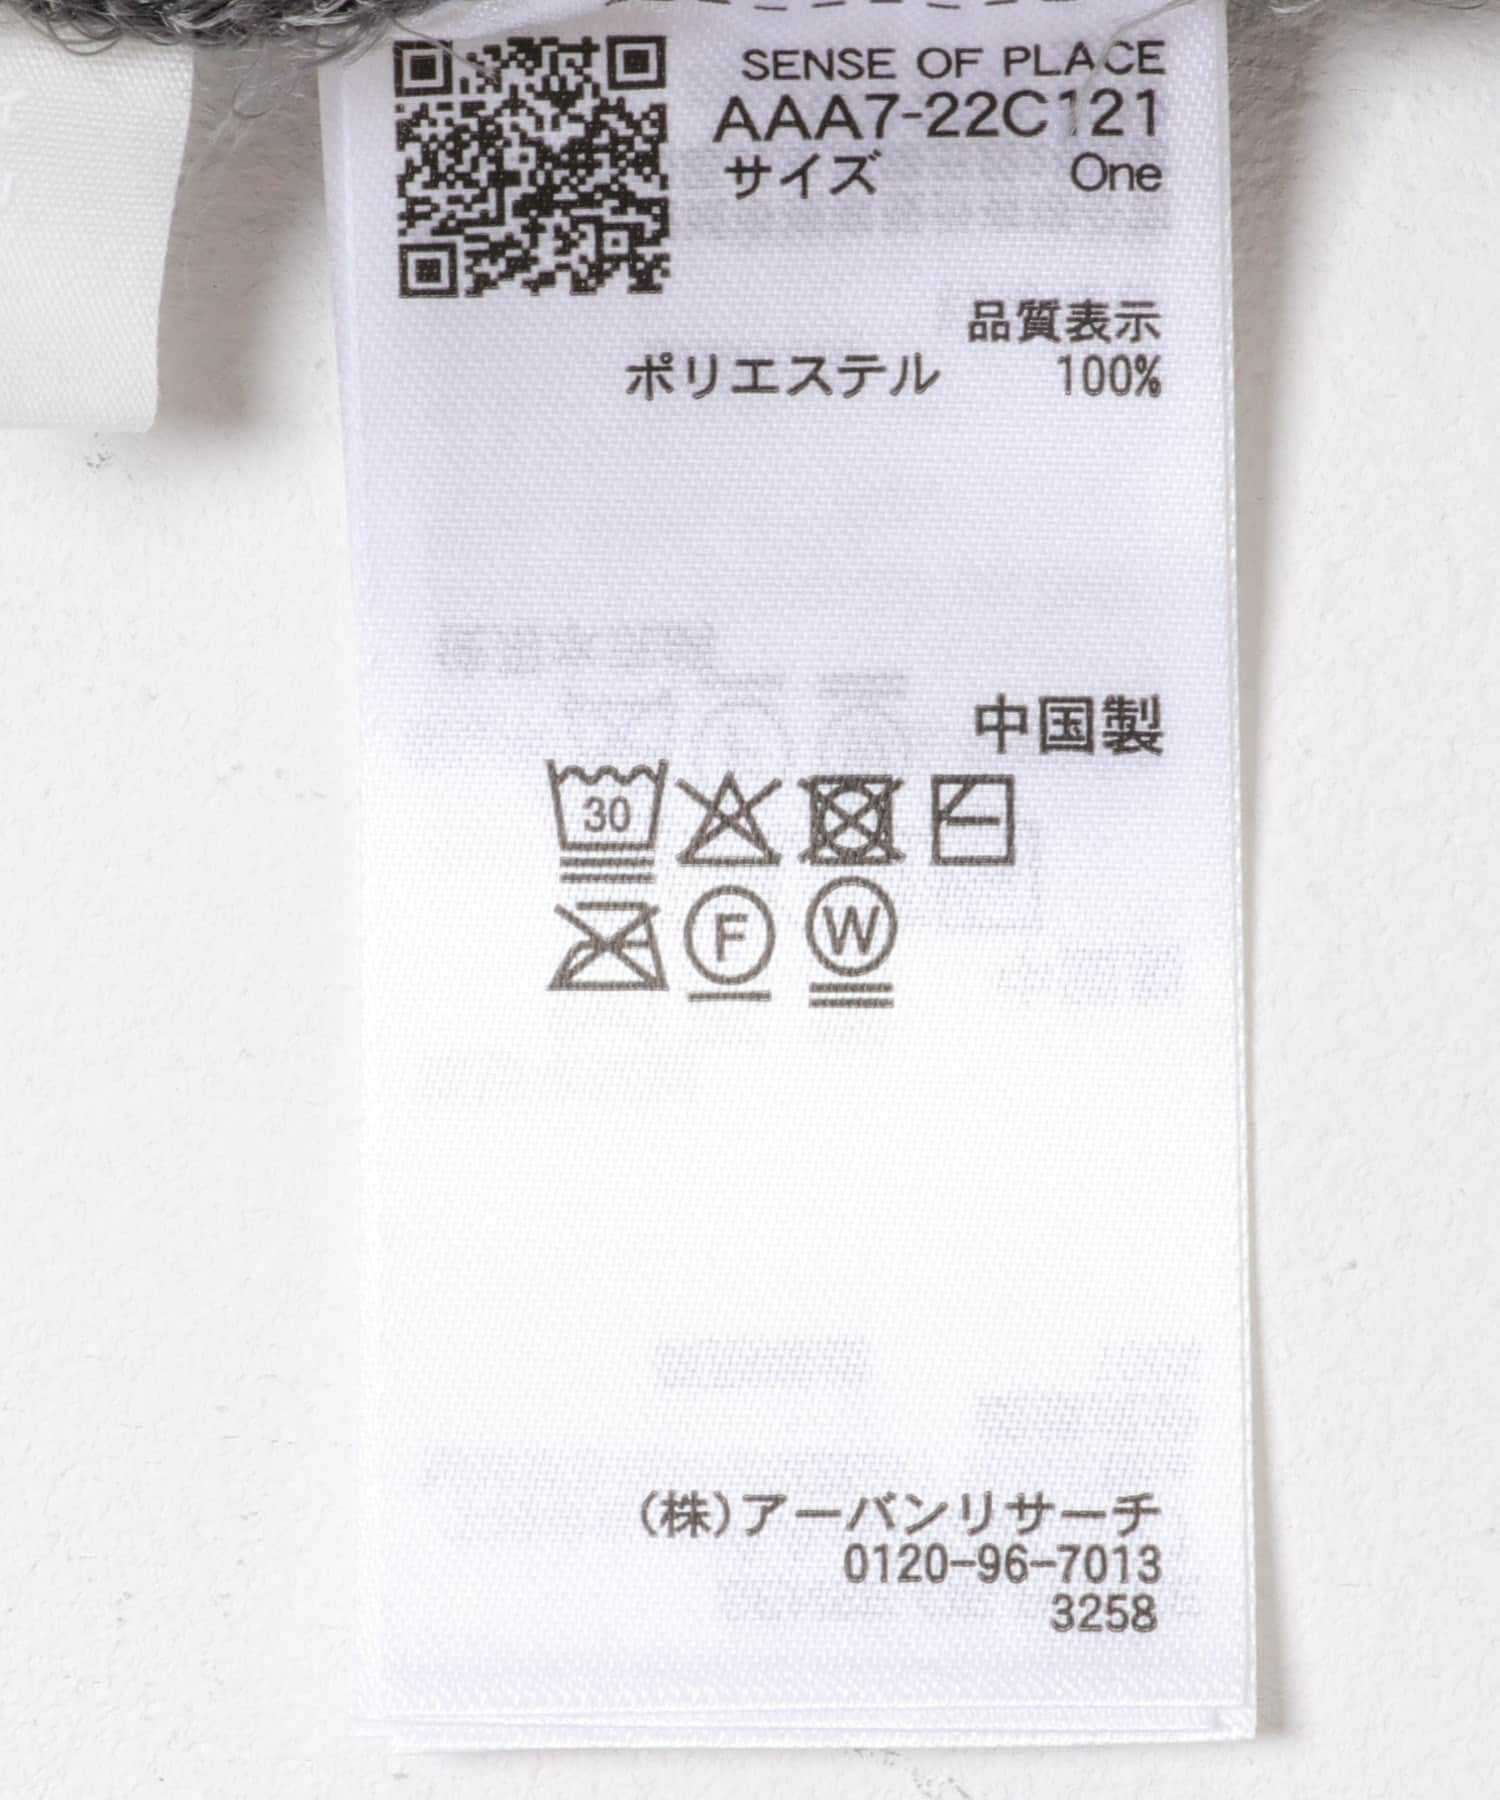 SENSE OF PLACE
AAA7-22C121
サイズ One
品質表示
ポリエステル 100%
中国製
30
F W
(株)アーバンリサーチ
0120-96-7013
3258